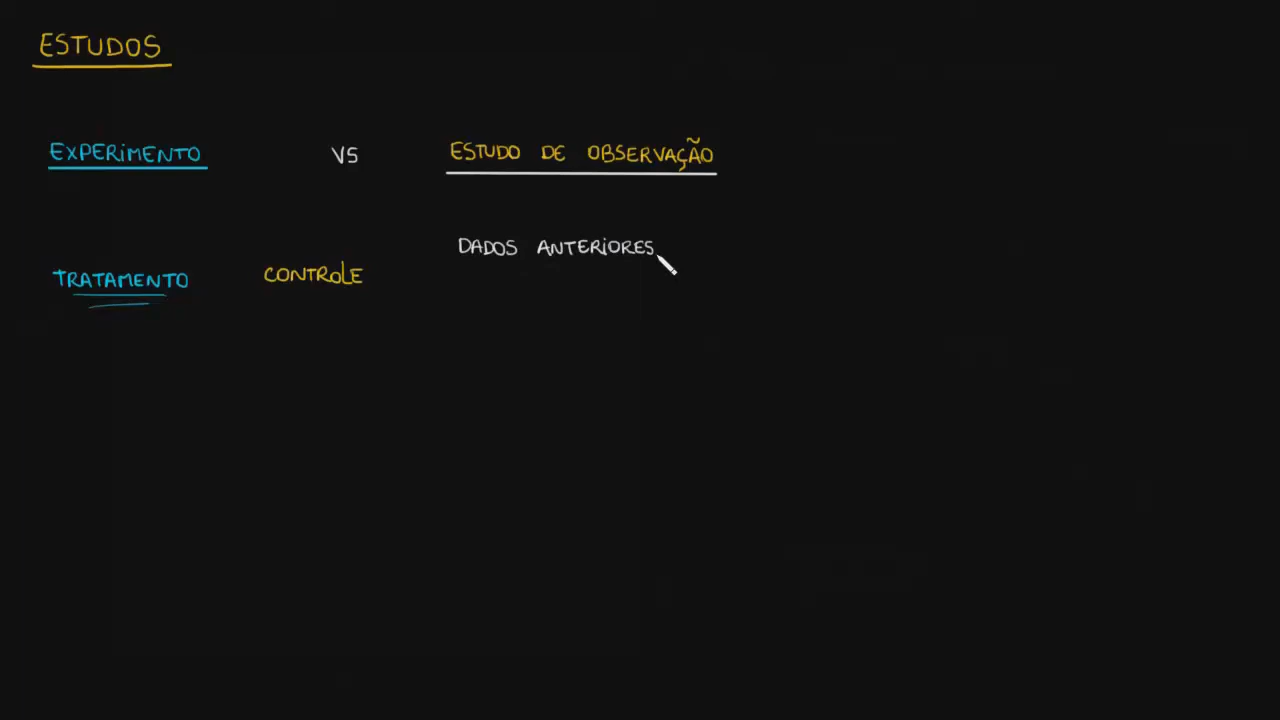 ESTUDOS
EXPERIMENTO VS ESTUDO DE OBSERVAÇÃO
DADOS ANTERIORES
TRATAMENTO CONTROLE